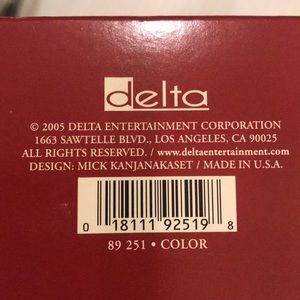 delta
© 2005 DELTA ENTERTAINMENT CORPORATION
1663 SAWTELLE BLVD., LOS ANGELES, CA 90025
ALL RIGHTS RESERVED. / www.deltaentertainment.com
DESIGN: MICK KANJANAKASET / MADE IN U.S.A.
0 18111 92519 8
89 251 • COLOR